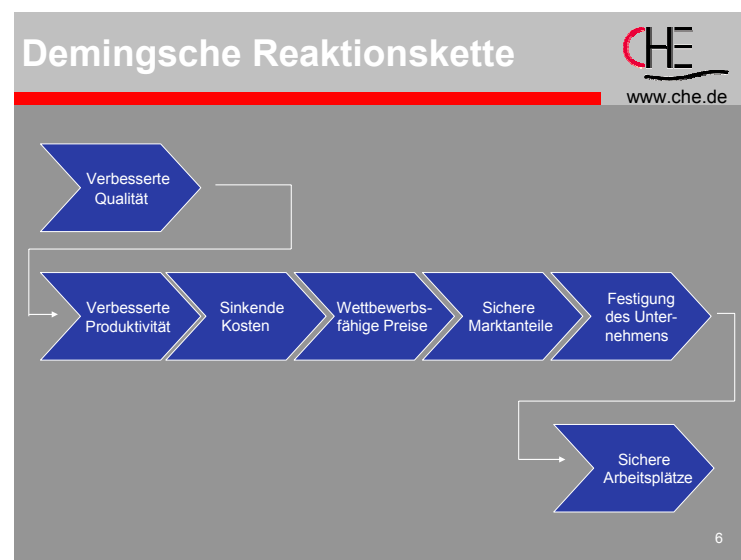 Demingsche Reaktionskette
CHE
www.che.de
Verbesserte
Qualität
Verbesserte
Produktivität
Sinkende
Kosten
Wettbewerbs-
fähige Preise
Sichere
Marktanteile
Festigung
des Unter-
nehmens
Sichere
Arbeitsplätze
6